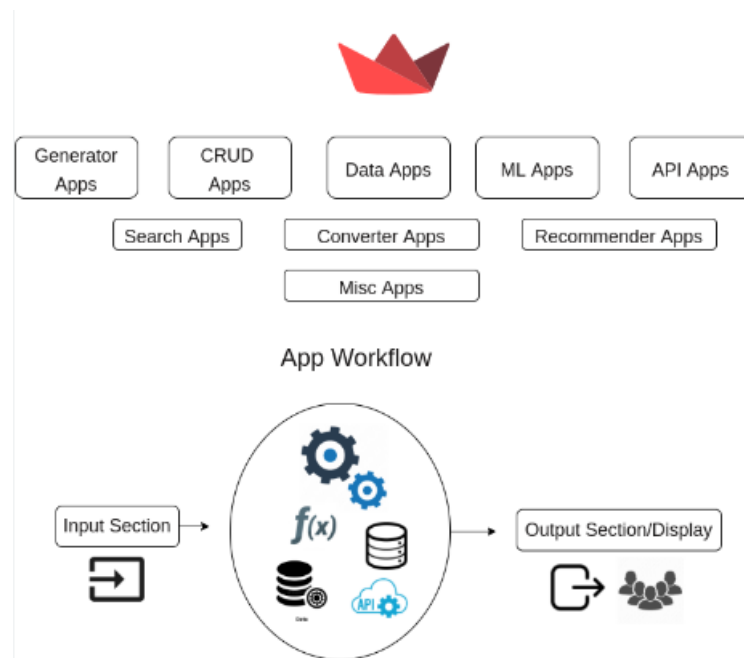 Generator
Apps
CRUD
Apps
Data Apps
ML Apps
API Apps
Search Apps
Converter Apps
Recommender Apps
Misc Apps
App Workflow
Input Section
f(x)
API
Data
Output Section/Display